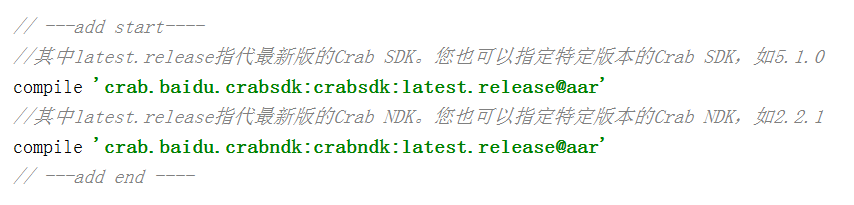 // ---add start----
//其中latest.release指代最新版的Crab SDK。您也可以指定特定版本的Crab SDK，如5.1.0
compile 'crab.baidu.crabsdk:crabsdk:latest.release@aar'
//其中latest.release指代最新版的Crab NDK。您也可以指定特定版本的Crab NDK，如2.2.1
compile 'crab.baidu.crabndk:crabndk:latest.release@aar'
// ---add end ----